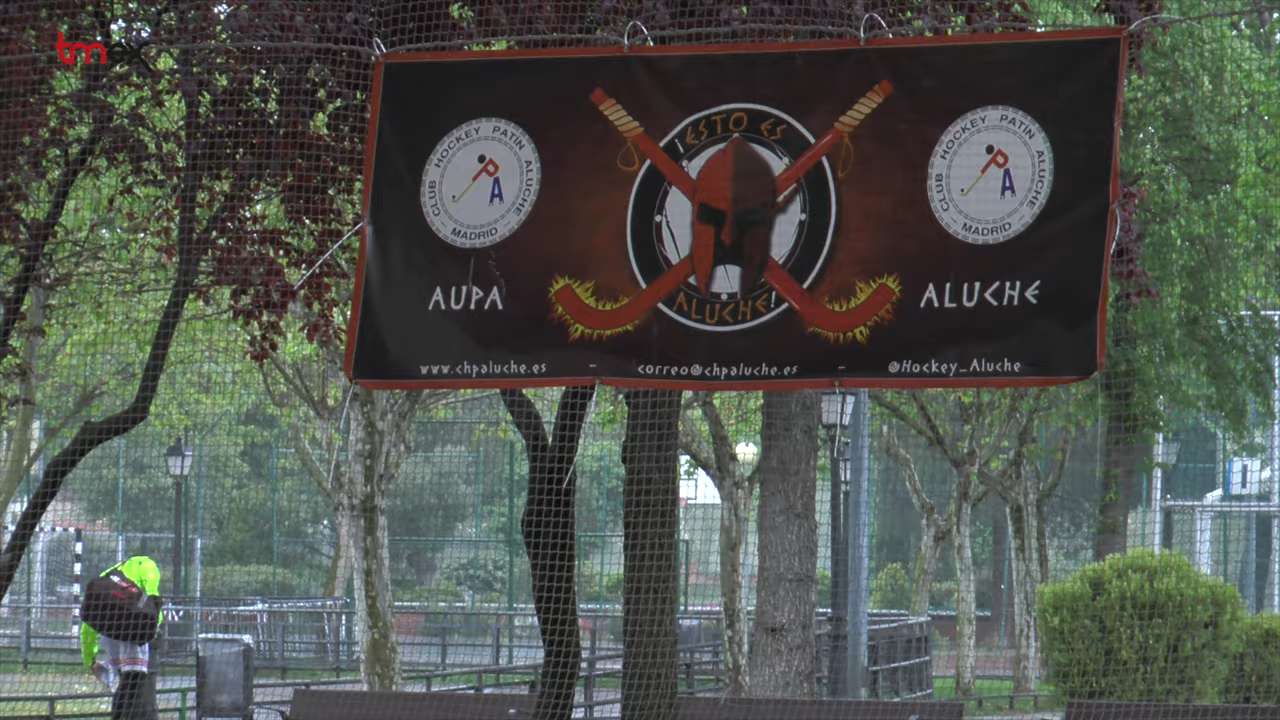 tmex
CLUB HOCKEY PATIN ALUCHE
MADRID
PA
¡ESTO ES
ALUCHE!
CLUB HOCKEY PATIN ALUCHE
MADRID
PA
AUPA
ALUCHE
www.chpaluche.es - correo@chpaluche.es - @Hockey_Aluche